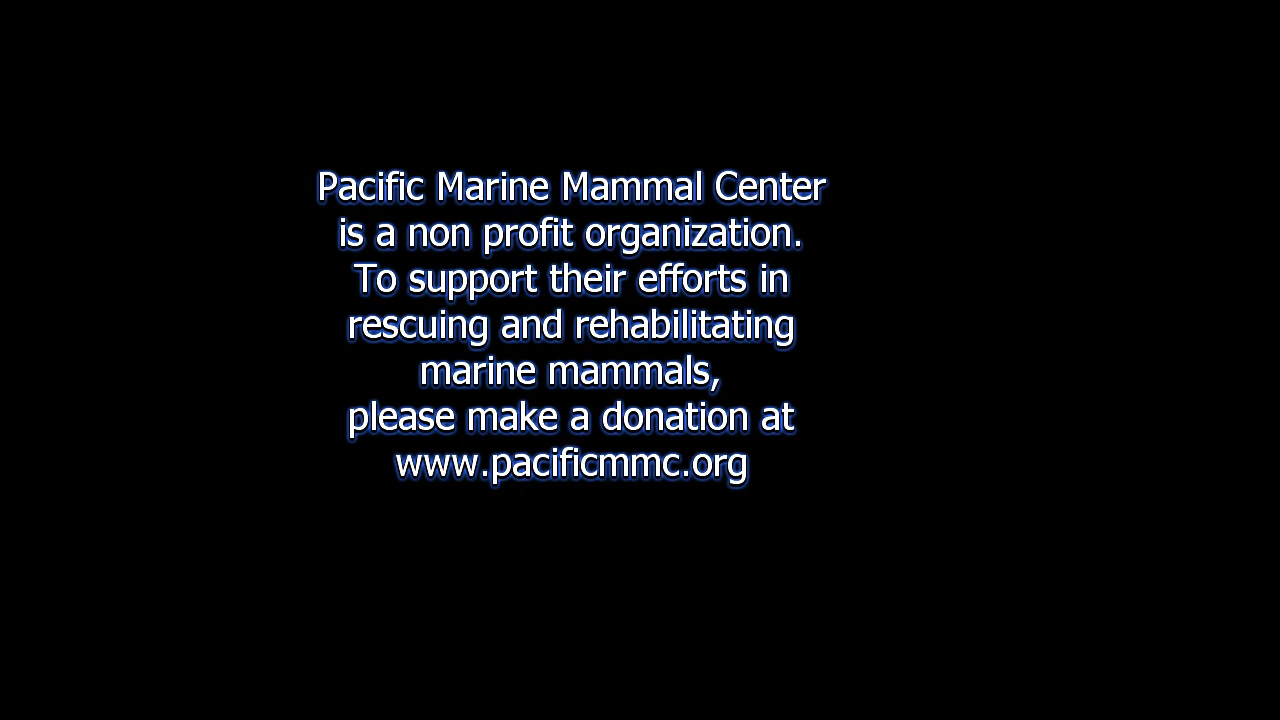 Pacific Marine Mammal Center
is a non profit organization.
To support their efforts in
rescuing and rehabilitating
marine mammals,
please make a donation at
www.pacificmmc.org